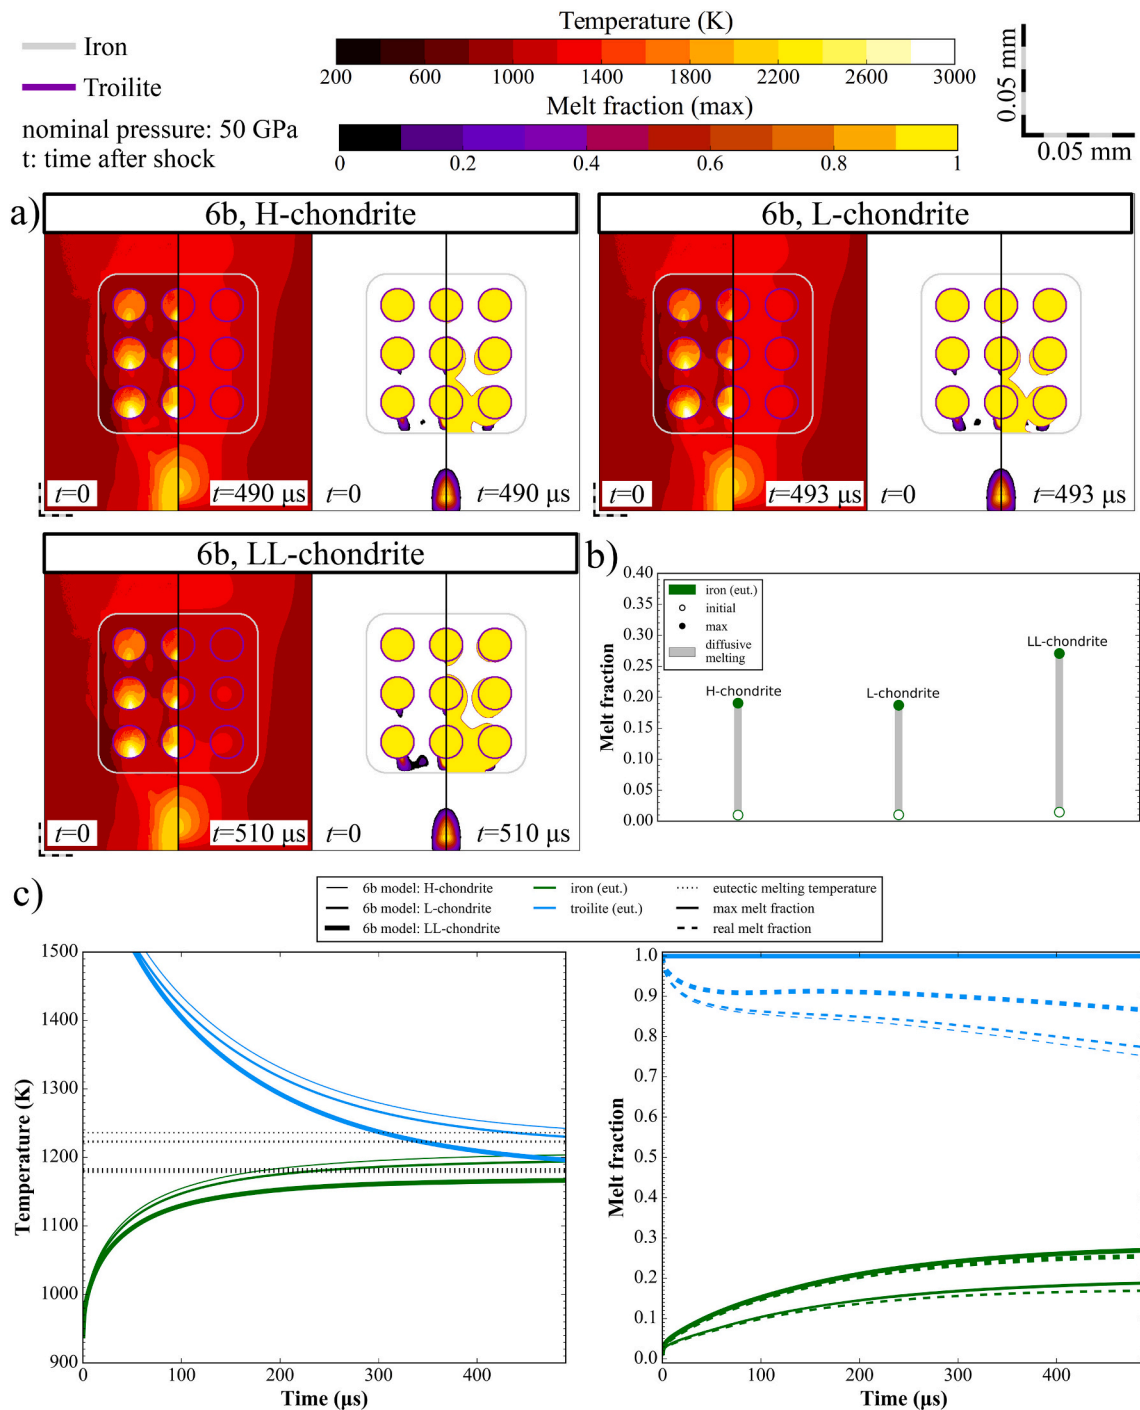 Iron
Troilite
nominal pressure: 50 GPa
t: time after shock
Temperature (K)
200 600 1000 1400 1800 2200 2600 3000
Melt fraction (max)
0 0.2 0.4 0.6 0.8 1
0.05 mm
0.05 mm
a)
6b, H-chondrite
t=0 t=490 μs t=0 t=490 μs
6b, L-chondrite
t=0 t=493 μs t=0 t=493 μs
6b, LL-chondrite
t=0 t=510 μs t=0 t=510 μs
b)
Melt fraction
0.40
0.35
0.30
0.25
0.20
0.15
0.10
0.05
0.00
iron (eut.)
initial
max
diffusive
melting
H-chondrite
L-chondrite
LL-chondrite
c)
6b model: H-chondrite
6b model: L-chondrite
6b model: LL-chondrite
iron (eut.)
troilite (eut.)
eutectic melting temperature
max melt fraction
real melt fraction
Temperature (K)
1500
1400
1300
1200
1100
1000
900
0 100 200 300 400
Time (μs)
Melt fraction
1.0
0.9
0.8
0.7
0.6
0.5
0.4
0.3
0.2
0.1
0.0
0 100 200 300 400
Time (μs)